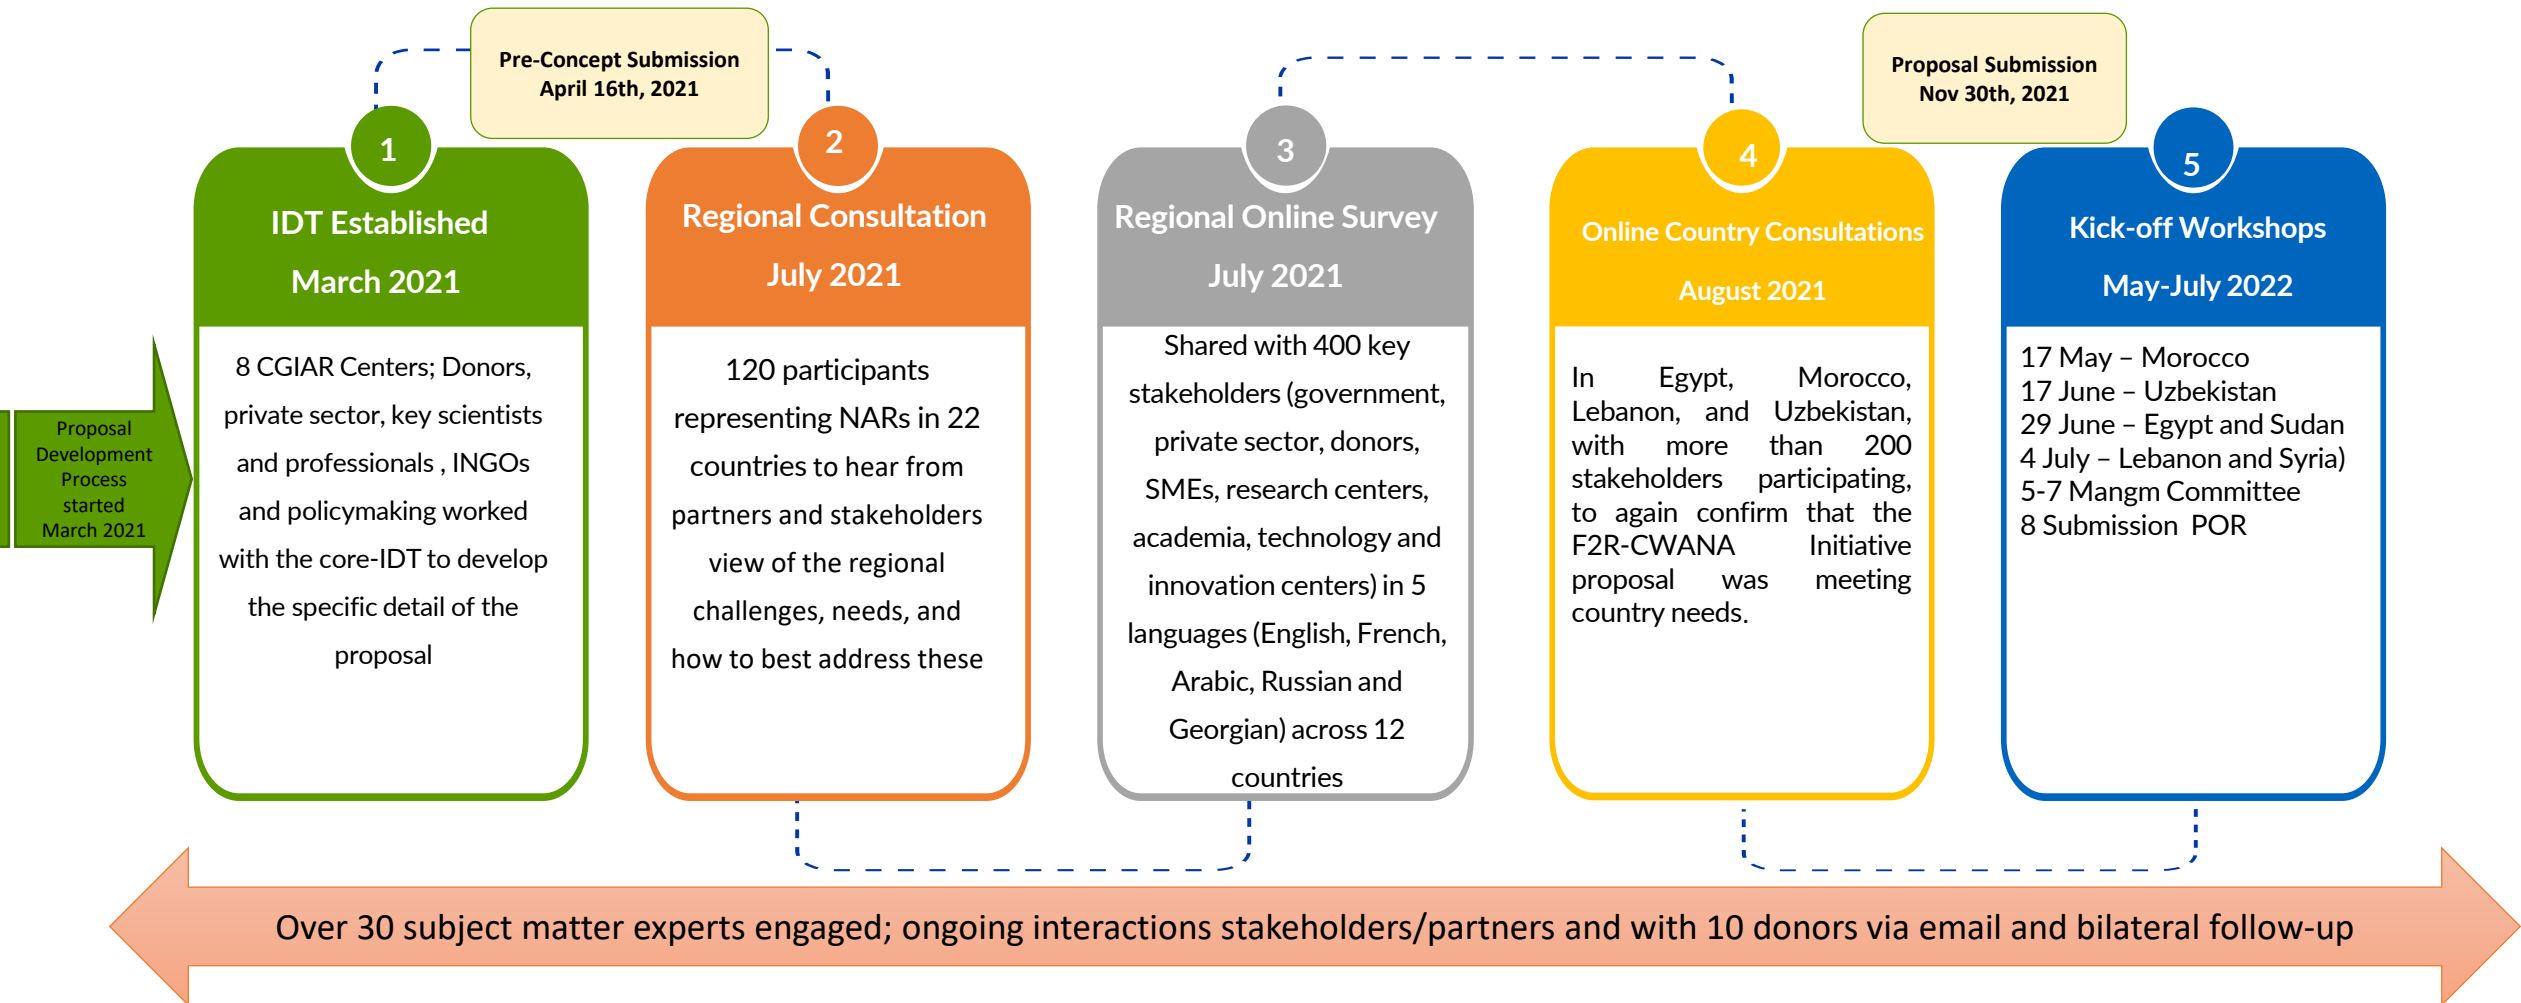 Proposal
Development
Process
started
March 2021
Pre-Concept Submission
April 16th, 2021
Proposal Submission
Nov 30th, 2021
1
IDT Established
March 2021
8 CGIAR Centers; Donors,
private sector, key scientists
and professionals , INGOs
and policymaking worked
with the core-IDT to develop
the specific detail of the
proposal
2
Regional Consultation
July 2021
120 participants
representing NARs in 22
countries to hear from
partners and stakeholders
view of the regional
challenges, needs, and
how to best address these
3
Regional Online Survey
July 2021
Shared with 400 key
stakeholders (government,
private sector, donors,
SMEs, research centers,
academia, technology and
innovation centers) in 5
languages (English, French,
Arabic, Russian and
Georgian) across 12
countries
4
Online Country Consultations
August 2021
In Egypt, Morocco,
Lebanon, and Uzbekistan,
with more than 200
stakeholders participating,
to again confirm that the
F2R-CWANA Initiative
proposal was meeting
country needs.
5
Kick-off Workshops
May-July 2022
17 May – Morocco
17 June – Uzbekistan
29 June – Egypt and Sudan
4 July – Lebanon and Syria)
5-7 Mangm Committee
8 Submission POR
Over 30 subject matter experts engaged; ongoing interactions stakeholders/partners and with 10 donors via email and bilateral follow-up